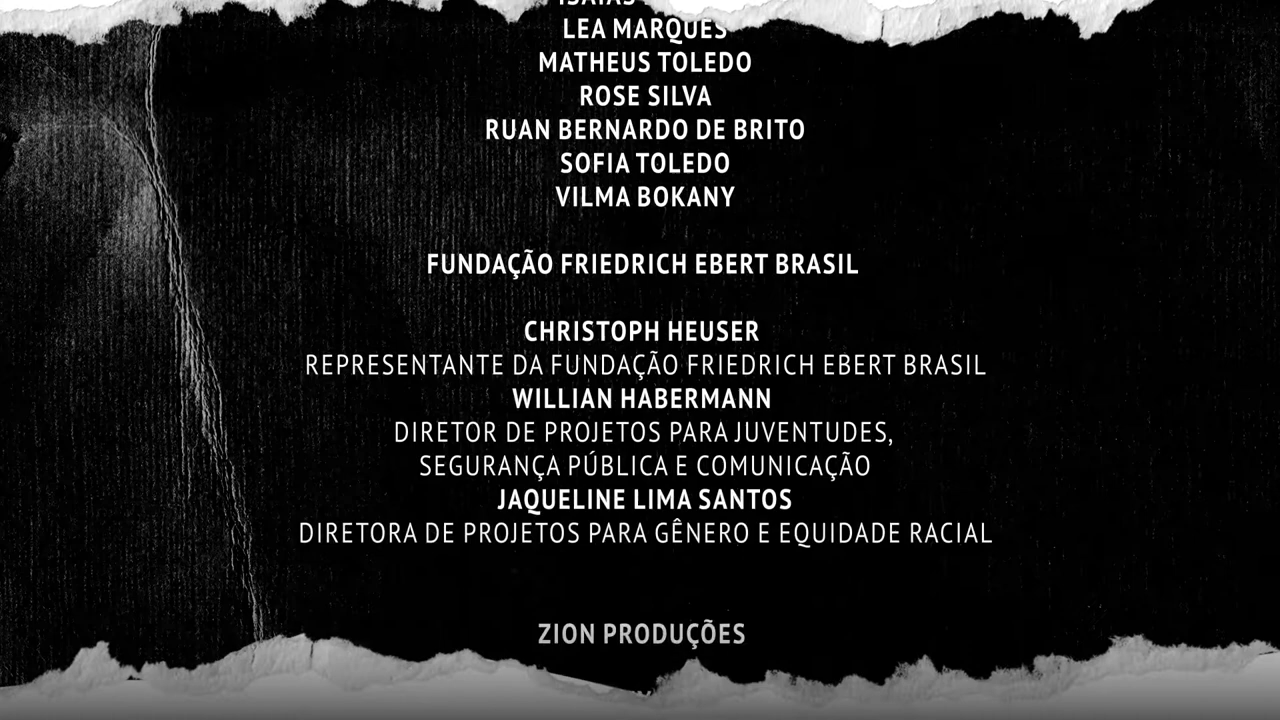 LEA MARQUES
MATHEUS TOLEDO
ROSE SILVA
RUAN BERNARDO DE BRITO
SOFIA TOLEDO
VILMA BOKANY
FUNDAÇÃO FRIEDRICH EBERT BRASIL
CHRISTOPH HEUSER
REPRESENTANTE DA FUNDAÇÃO FRIEDRICH EBERT BRASIL
WILLIAN HABERMANN
DIRETOR DE PROJETOS PARA JUVENTUDES,
SEGURANÇA PÚBLICA E COMUNICAÇÃO
JAQUELINE LIMA SANTOS
DIRETORA DE PROJETOS PARA GÊNERO E EQUIDADE RACIAL
ZION PRODUÇÕES